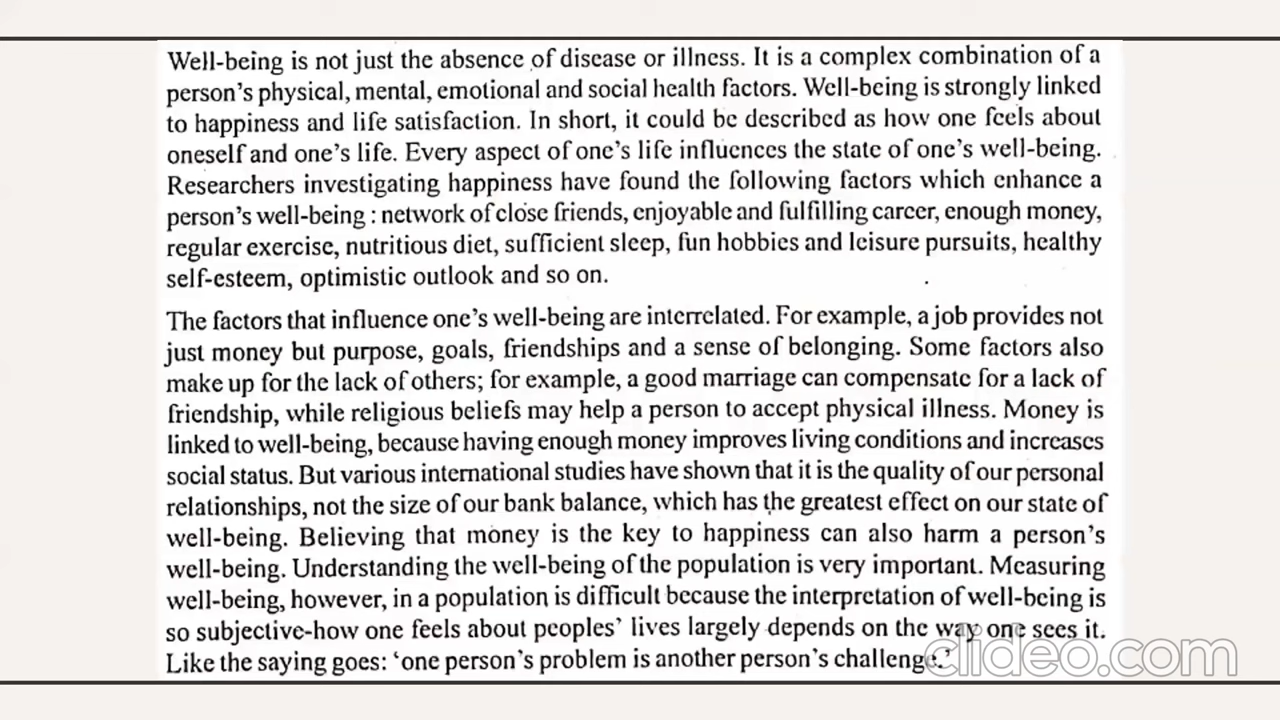 Well-being is not just the absence of disease or illness. It is a complex combination of a
person's physical, mental, emotional and social health factors. Well-being is strongly linked
to happiness and life satisfaction. In short, it could be described as how one feels about
oneself and one's life. Every aspect of one's life influences the state of one's well-being.
Researchers investigating happiness have found the following factors which enhance a
person's well-being : network of close friends, enjoyable and fulfilling career, enough money,
regular exercise, nutritious diet, sufficient sleep, fun hobbies and leisure pursuits, healthy
self-esteem, optimistic outlook and so on.
The factors that influence one's well-being are interrelated. For example, a job provides not
just money but purpose, goals, friendships and a sense of belonging. Some factors also
make up for the lack of others; for example, a good marriage can compensate for a lack of
friendship, while religious beliefs may help a person to accept physical illness. Money is
linked to well-being, because having enough money improves living conditions and increases
social status. But various international studies have shown that it is the quality of our personal
relationships, not the size of our bank balance, which has the greatest effect on our state of
well-being. Believing that money is the key to happiness can also harm a person's
well-being. Understanding the well-being of the population is very important. Measuring
well-being, however, in a population is difficult because the interpretation of well-being is
so subjective-how one feels about peoples' lives largely depends on the way one sees it.
Like the saying goes: 'one person's problem is another person's challenge.'
clideo.com